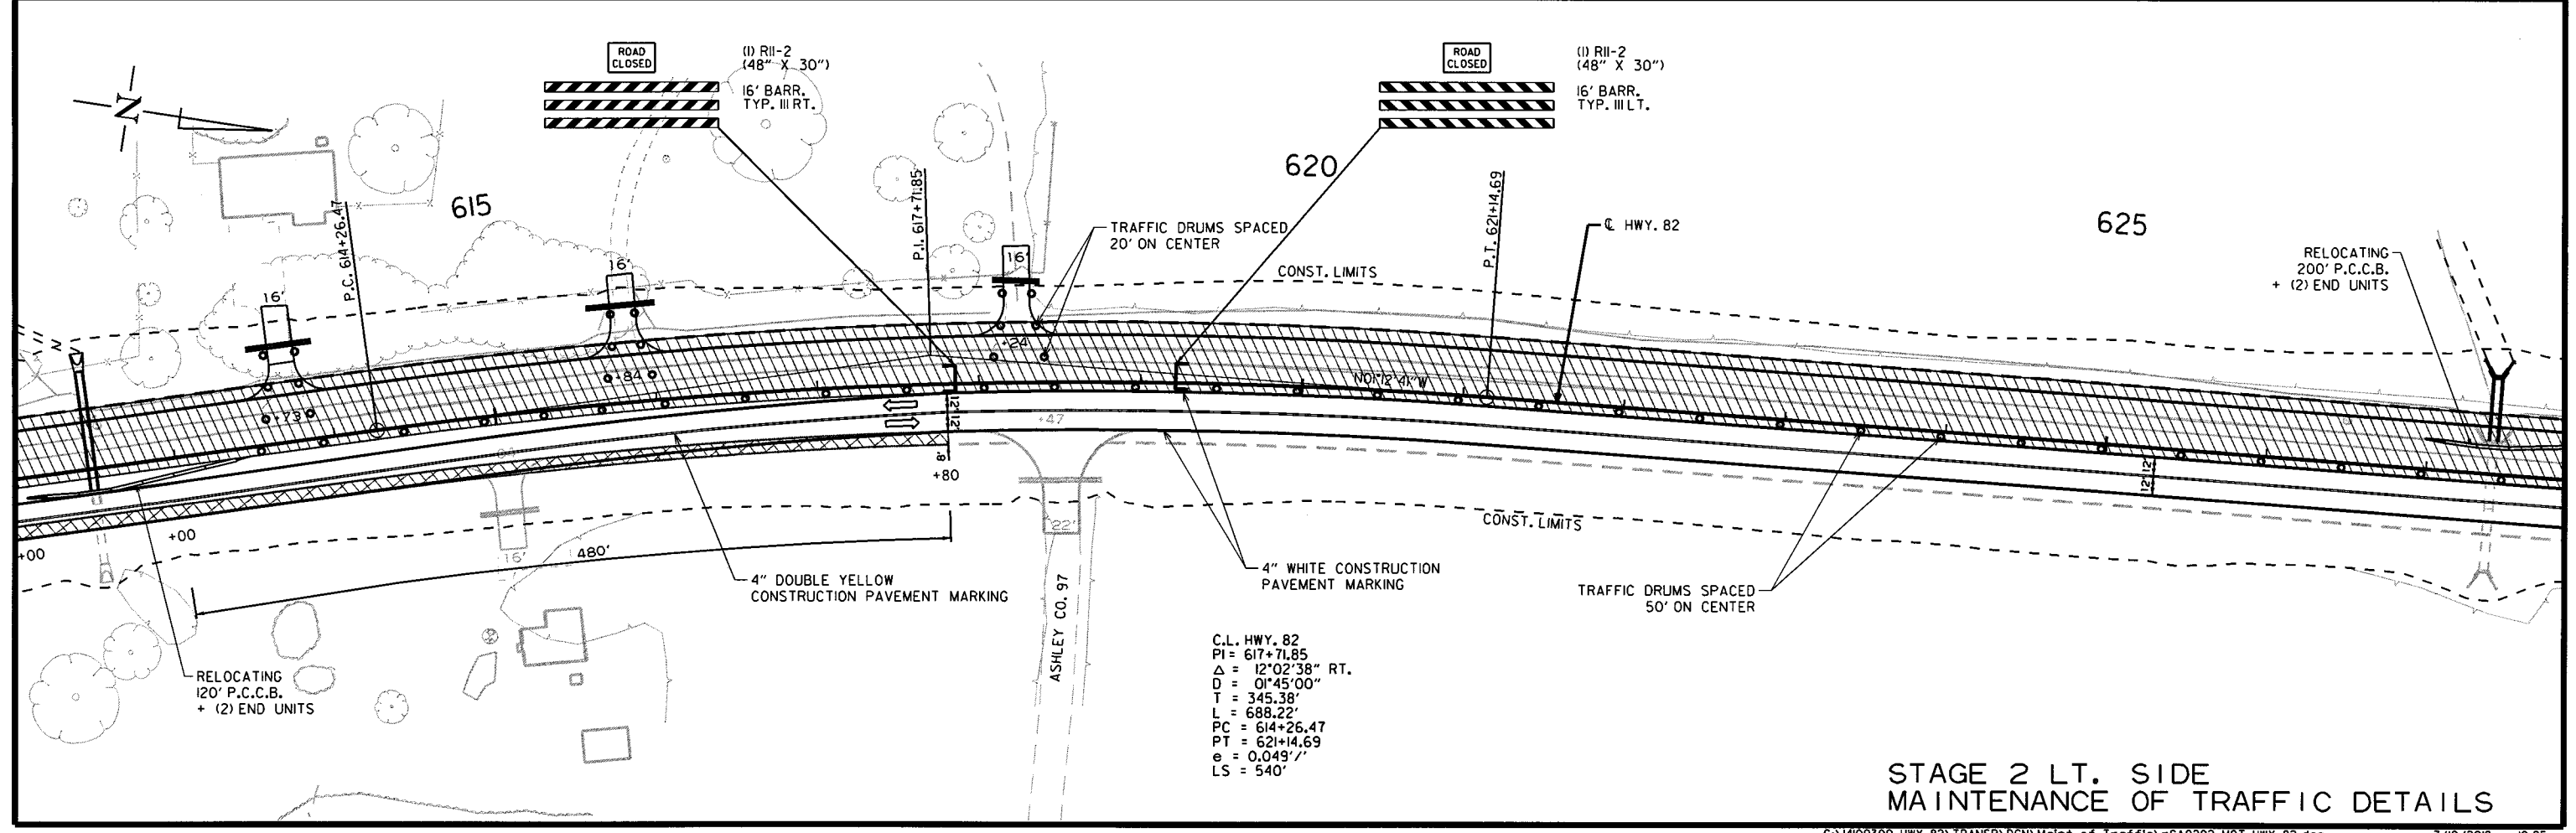 ROAD
CLOSED
(1) R11-2
(48" X 30")
16' BARR.
TYP. III RT.
ROAD
CLOSED
(1) R11-2
(48" X 30")
16' BARR.
TYP. III LT.
N
615
620
625
P.C. 614+26.47
P.I. 617+71.85
P.T. 621+14.69
TRAFFIC DRUMS SPACED
20' ON CENTER
℄ HWY. 82
CONST. LIMITS
RELOCATING
200' P.C.C.B.
+ (2) END UNITS
16'
16'
16'
+73
+84
+24
N01°12'41"W
+47
12'
12'
8'
+80
12'
12'
+00
+00
16'
480'
22'
CONST. LIMITS
4" DOUBLE YELLOW
CONSTRUCTION PAVEMENT MARKING
4" WHITE CONSTRUCTION
PAVEMENT MARKING
TRAFFIC DRUMS SPACED
50' ON CENTER
ASHLEY CO. 97
RELOCATING
120' P.C.C.B.
+ (2) END UNITS
C.L. HWY. 82
PI = 617+71.85
Δ = 12°02'38" RT.
D = 01°45'00"
T = 345.38'
L = 688.22'
PC = 614+26.47
PT = 621+14.69
e = 0.049'/'
LS = 540'
STAGE 2 LT. SIDE
MAINTENANCE OF TRAFFIC DETAILS